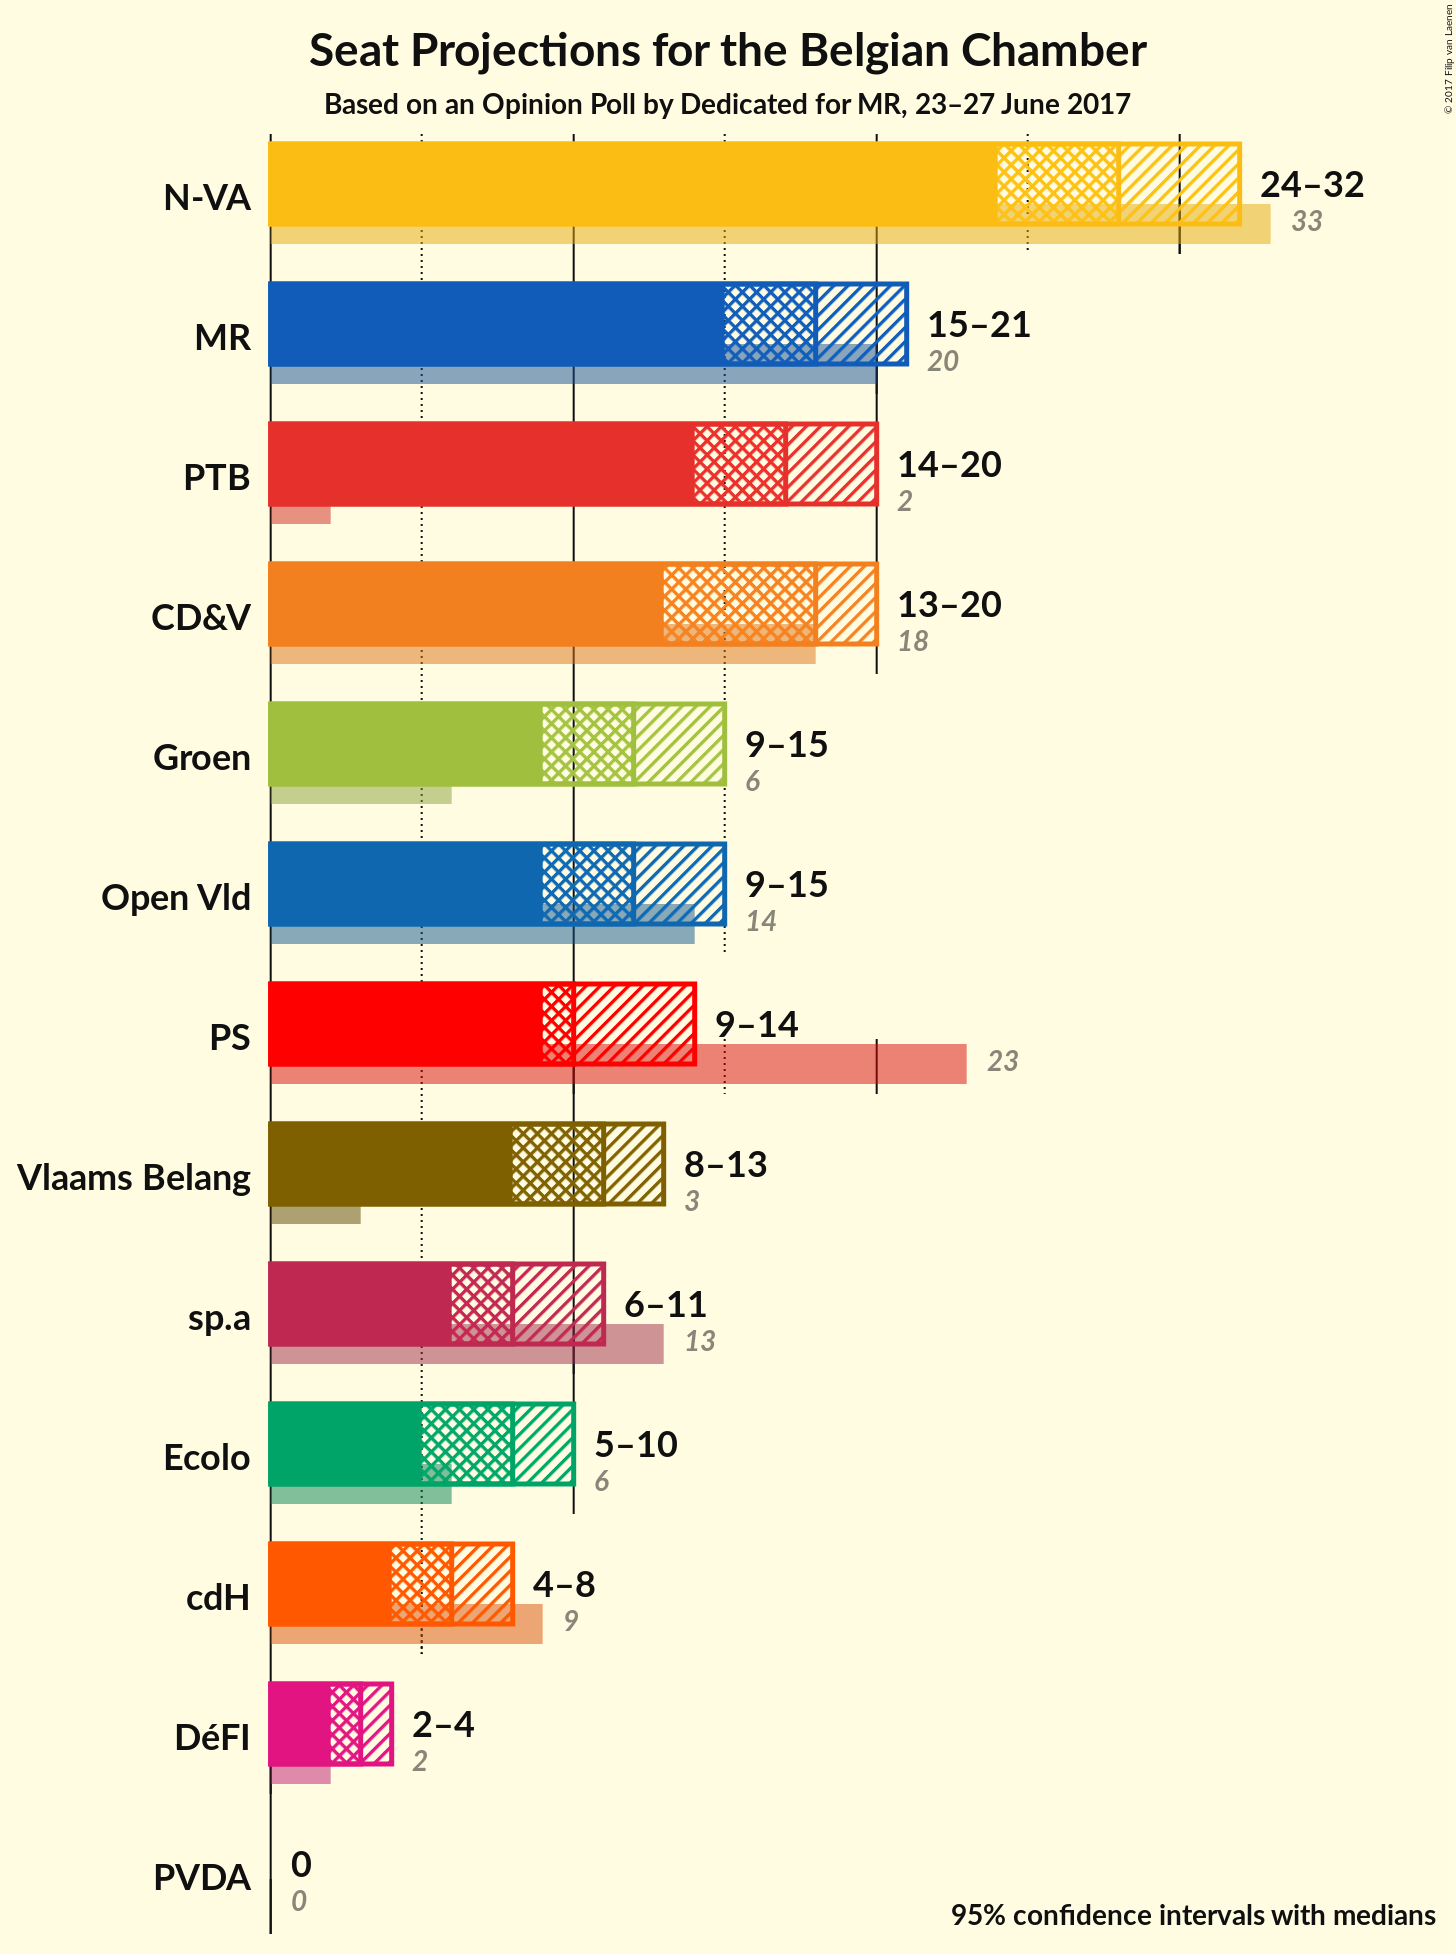 Seat Projections for the Belgian Chamber
Based on an Opinion Poll by Dedicated for MR, 23–27 June 2017
© 2017 Filip van Laenen
N-VA
24–32
33
MR
15–21
20
PTB
14–20
2
CD&V
13–20
18
Groen
9–15
6
Open Vld
9–15
14
PS
9–14
23
Vlaams Belang
8–13
3
sp.a
6–11
13
Ecolo
5–10
6
cdH
4–8
9
DéFI
2–4
2
PVDA
0
0
95% confidence intervals with medians